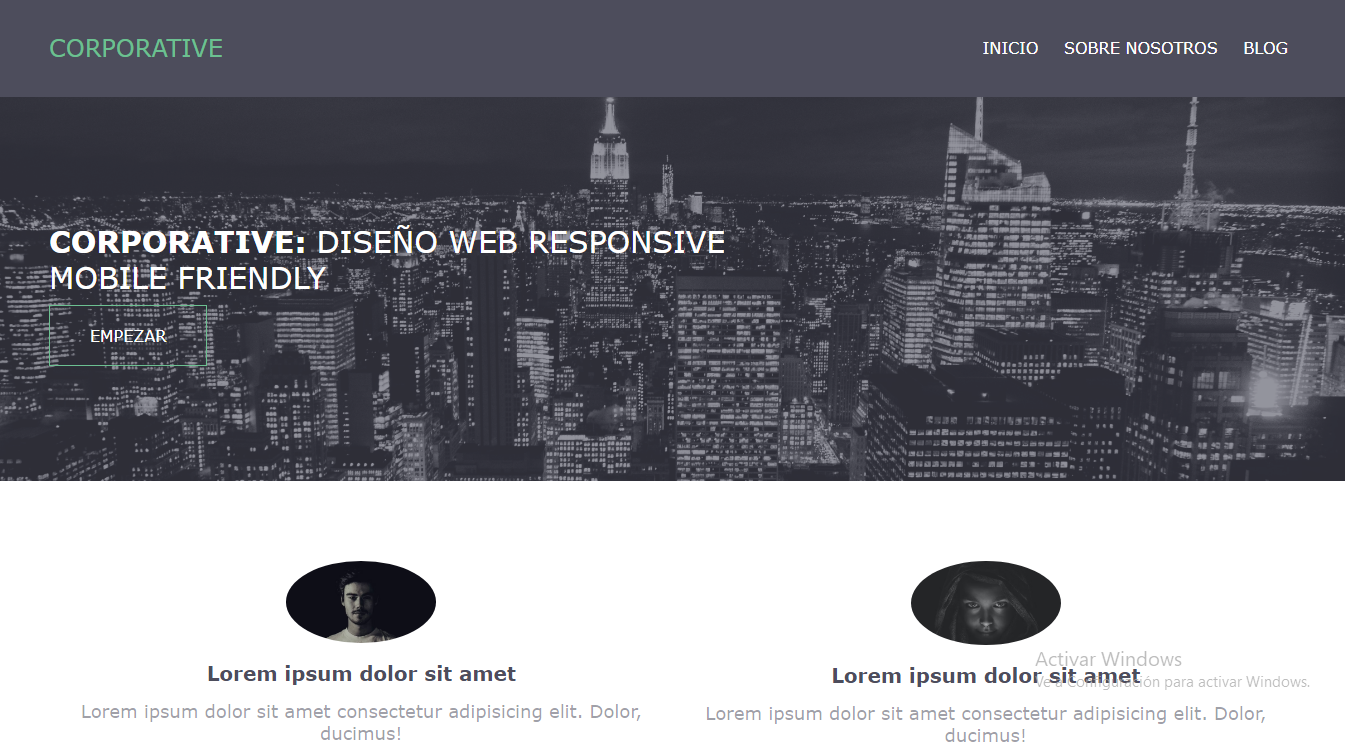 CORPORATIVE
INICIO SOBRE NOSOTROS BLOG
CORPORATIVE: DISEÑO WEB RESPONSIVE
MOBILE FRIENDLY
EMPEZAR
Lorem ipsum dolor sit amet
Lorem ipsum dolor sit amet consectetur adipisicing elit. Dolor,
ducimus!
Lorem ipsum dolor sit amet
Lorem ipsum dolor sit amet consectetur adipisicing elit. Dolor,
ducimus!
Activar Windows
Ve a Configuración para activar Windows.